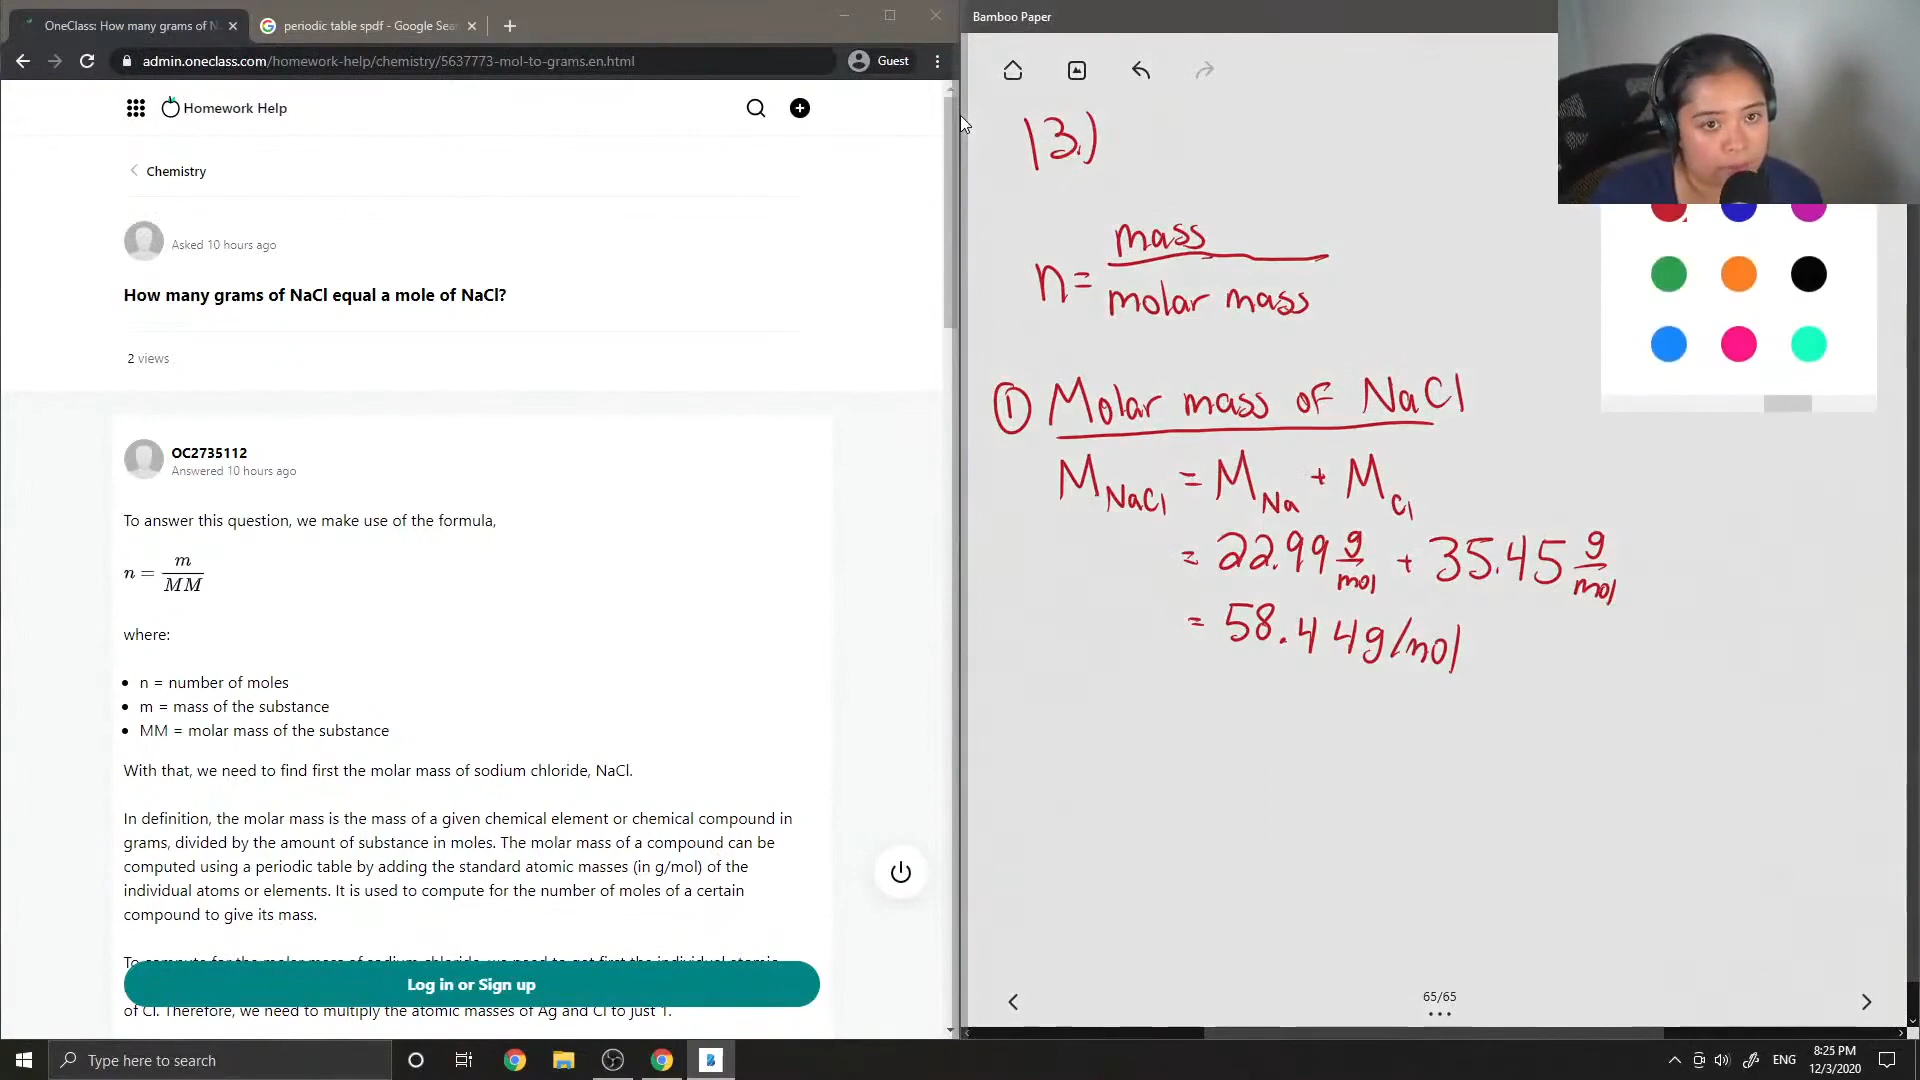 OneClass: How many grams of N
periodic table spdf - Google Sea
admin.oneclass.com/homework-help/chemistry/5637773-mol-to-grams.en.html
Guest
Homework Help
Chemistry
Asked 10 hours ago
How many grams of NaCl equal a mole of NaCl?
2 views
OC2735112
Answered 10 hours ago
To answer this question, we make use of the formula,
n = m / MM
where:
• n = number of moles
• m = mass of the substance
• MM = molar mass of the substance
With that, we need to find first the molar mass of sodium chloride, NaCl.
In definition, the molar mass is the mass of a given chemical element or chemical compound in
grams, divided by the amount of substance in moles. The molar mass of a compound can be
computed using a periodic table by adding the standard atomic masses (in g/mol) of the
individual atoms or elements. It is used to compute for the number of moles of a certain
compound to give its mass.
Log in or Sign up
of Cl. Therefore, we need to multiply the atomic masses of Ag and Cl to just 1.
Bamboo Paper
13.)
n = mass / molar mass
① Molar mass of NaCl
M NaCl = M Na + M Cl
= 22.99 g/mol + 35.45 g/mol
= 58.44g/mol
65/65
Type here to search
ENG
8:25 PM
12/3/2020